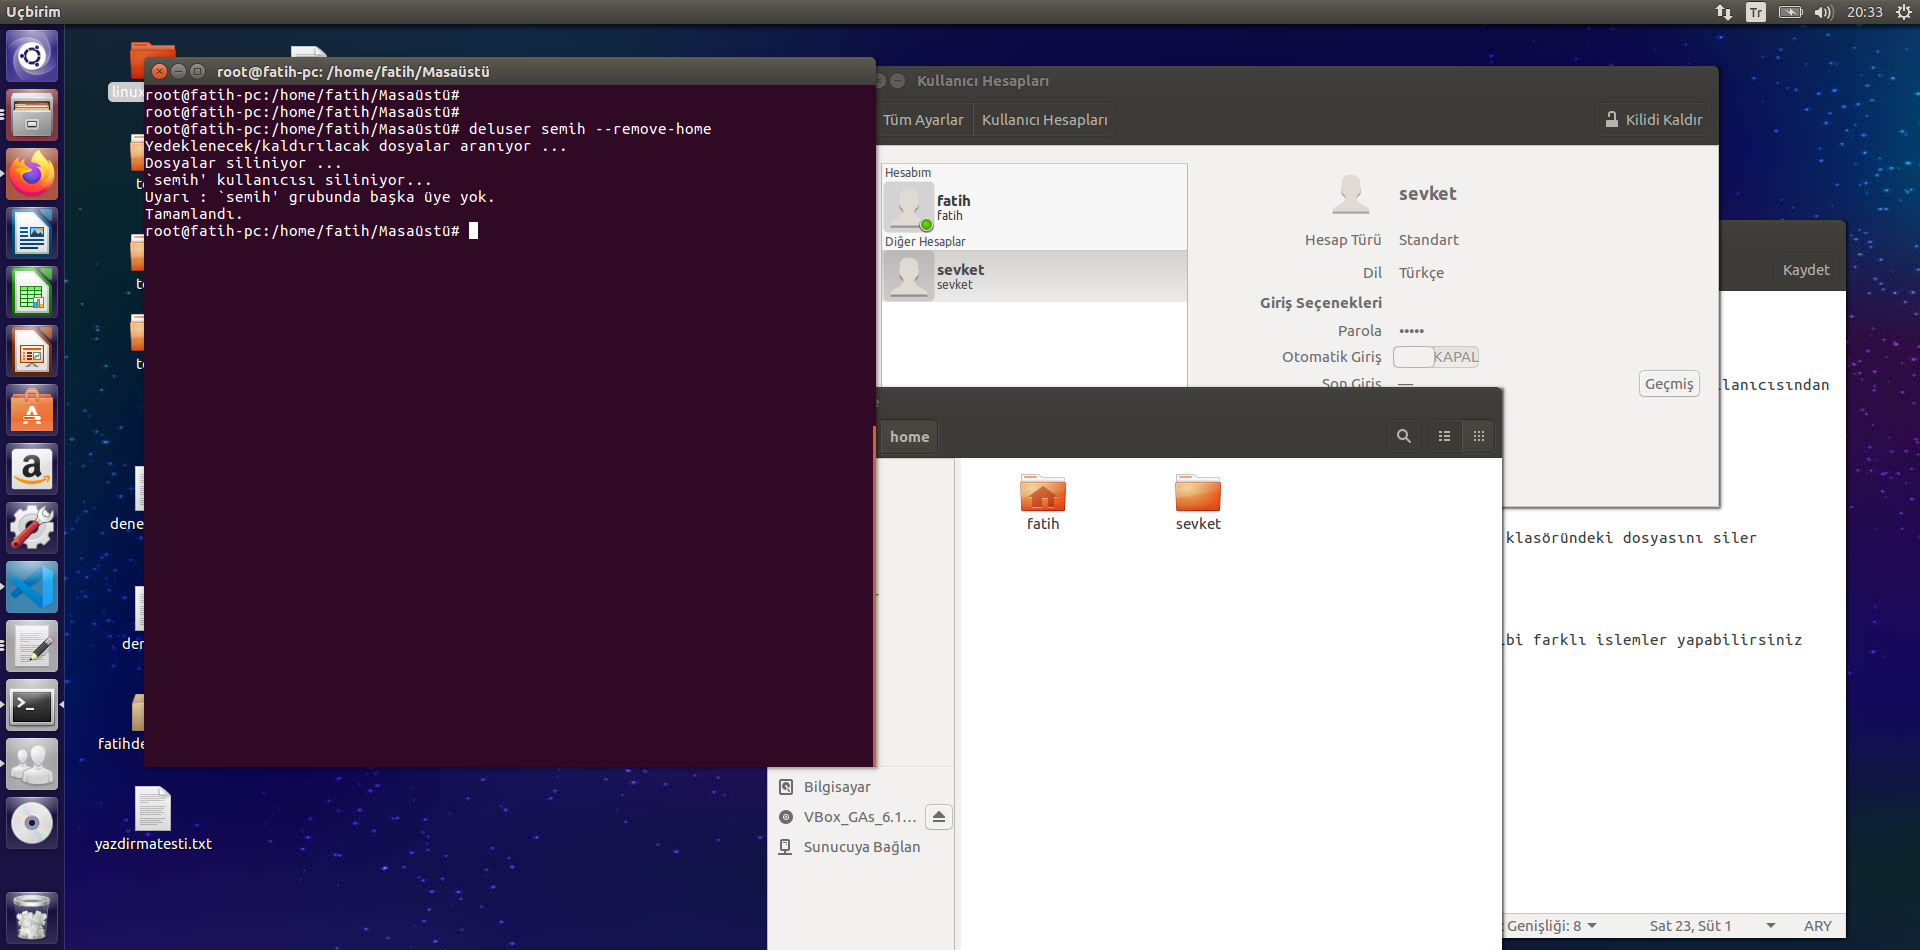 Uçbirim
Tr
20:33
linux
root@fatih-pc: /home/fatih/Masaüstü
root@fatih-pc:/home/fatih/Masaüstü#
root@fatih-pc:/home/fatih/Masaüstü#
root@fatih-pc:/home/fatih/Masaüstü# deluser semih --remove-home
Yedeklenecek/kaldırılacak dosyalar aranıyor ...
Dosyalar siliniyor ...
`semih' kullanıcısı siliniyor...
Uyarı : `semih' grubunda başka üye yok.
Tamamlandı.
root@fatih-pc:/home/fatih/Masaüstü#
Kullanıcı Hesapları
Tüm Ayarlar
Kullanıcı Hesapları
Kilidi Kaldır
Hesabım
fatih
fatih
Diğer Hesaplar
sevket
sevket
sevket
Hesap Türü Standart
Dil Türkçe
Giriş Seçenekleri
Parola •••••
Otomatik Giriş KAPAL
Son Giriş —
Geçmiş
Kaydet
lanıcısından
klasöründeki dosyasını siler
bi farklı islemler yapabilirsiniz
Genişliği: 8
Sat 23, Süt 1
ARY
home
fatih
sevket
Bilgisayar
VBox_GAs_6.1...
Sunucuya Bağlan
t
t
t
dene
der
fatihde
yazdirmatesti.txt